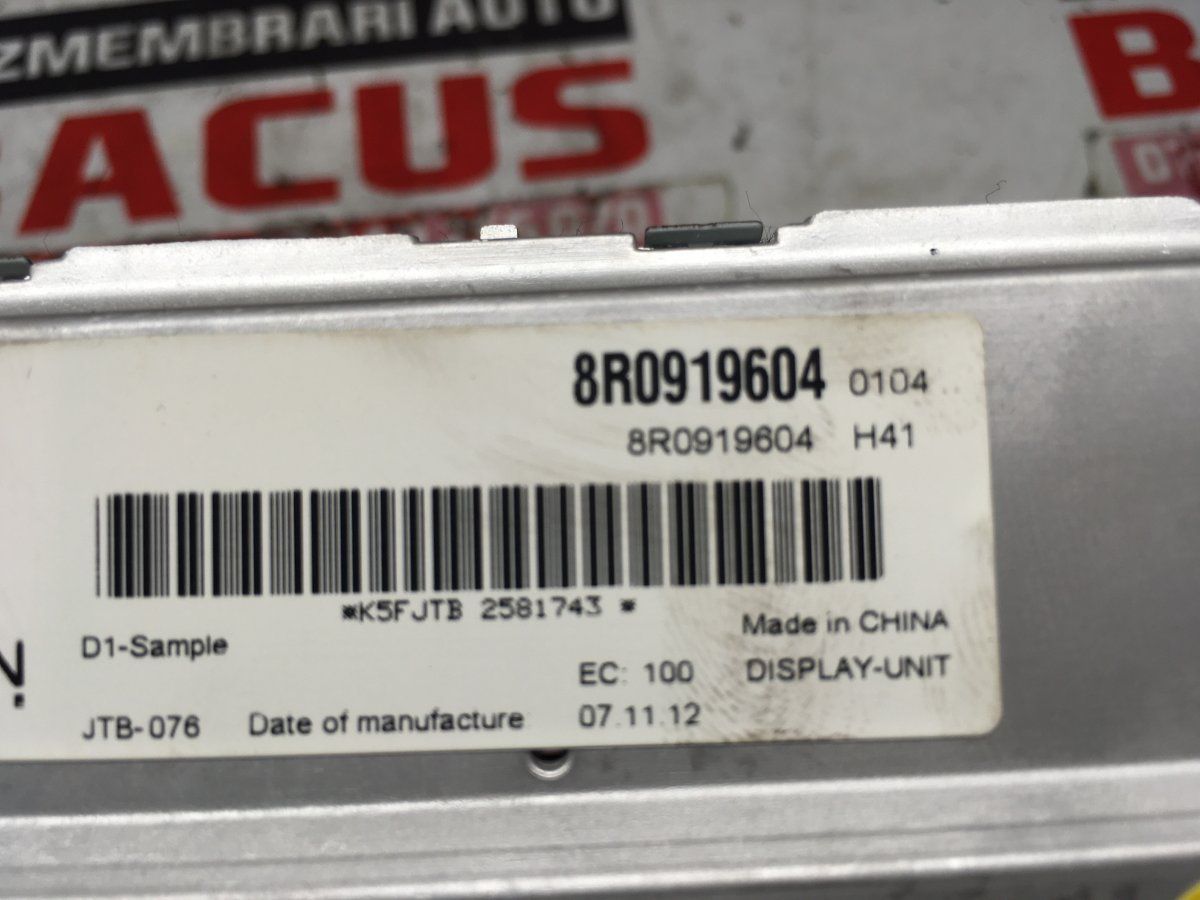 ZMEMBRARI AUTO
BACUS
B
8R0919604 0104
8R0919604 H41
*K5FJTB 2581743 *
D1-Sample
Made in CHINA
EC: 100 DISPLAY-UNIT
N
JTB-076 Date of manufacture 07.11.12